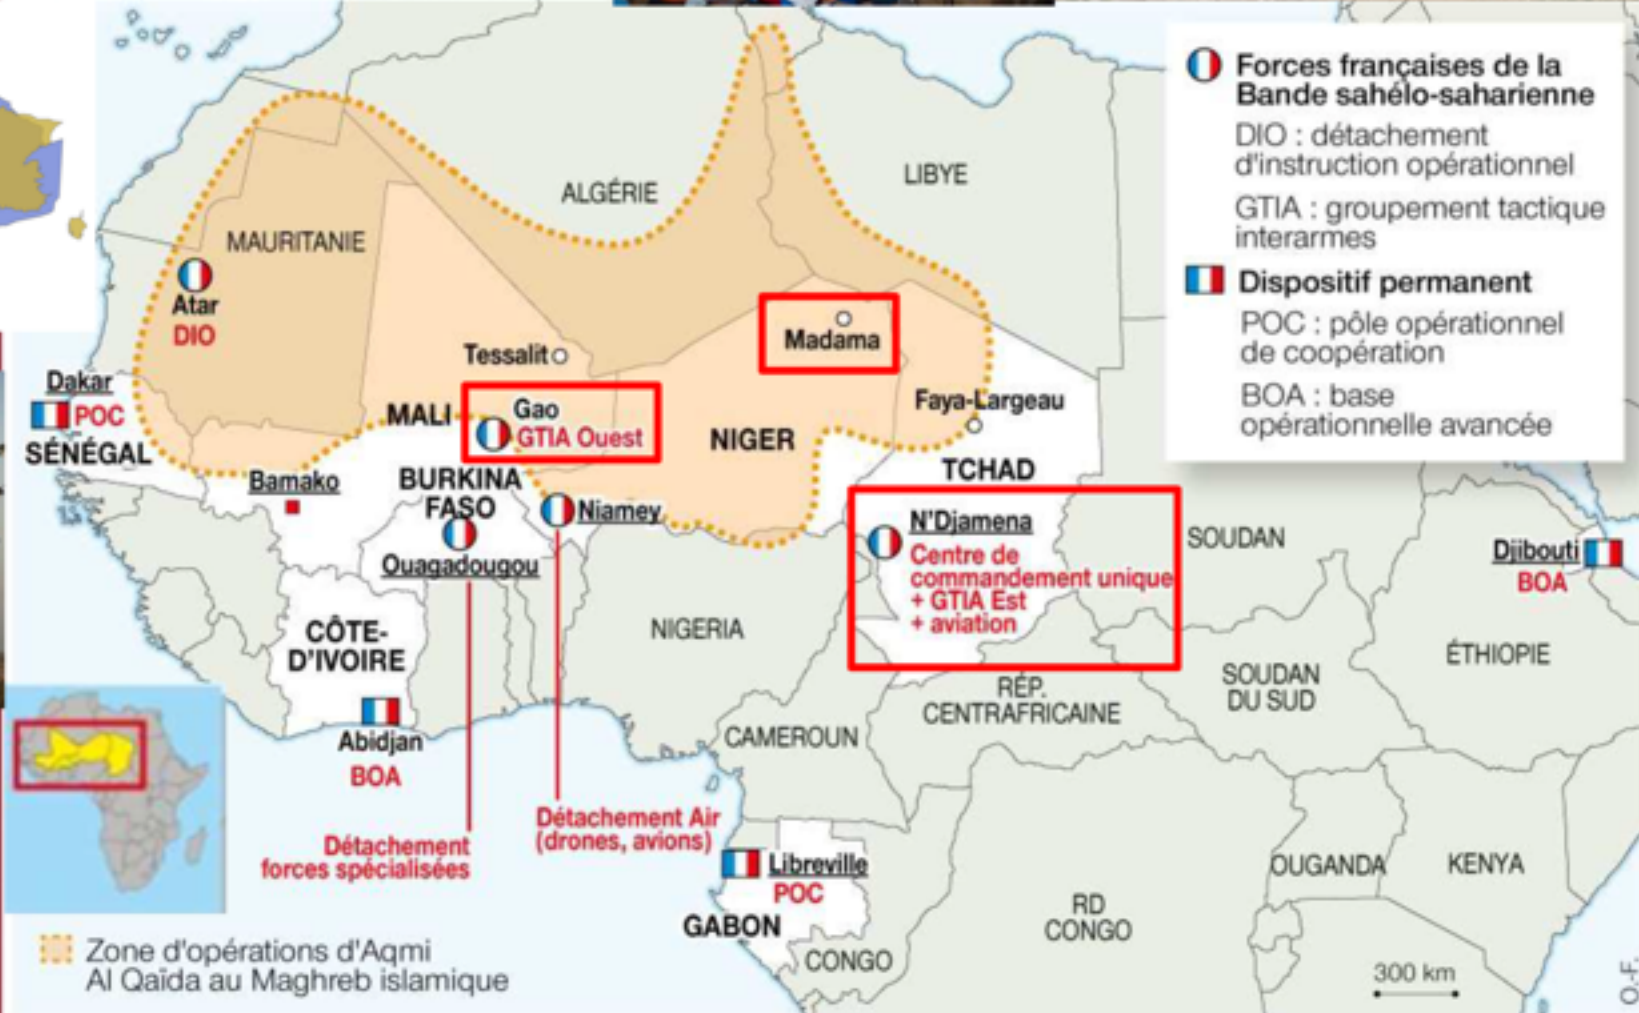 Forces françaises de la
Bande sahélo-saharienne
DIO : détachement
d'instruction opérationnel
GTIA : groupement tactique
interarmes
Dispositif permanent
POC : pôle opérationnel
de coopération
BOA : base
opérationnelle avancée
ALGÉRIE
LIBYE
MAURITANIE
Atar
DIO
Madama
Tessalit
Dakar
POC
SÉNÉGAL
MALI
Gao
GTIA Ouest
NIGER
Faya-Largeau
TCHAD
Bamako
BURKINA
FASO
Niamey
Ouagadougou
N'Djamena
Centre de
commandement unique
+ GTIA Est
+ aviation
SOUDAN
Djibouti
BOA
CÔTE-
D'IVOIRE
NIGERIA
ÉTHIOPIE
SOUDAN
DU SUD
RÉP.
CENTRAFRICAINE
CAMEROUN
Abidjan
BOA
Détachement
forces spécialisées
Détachement Air
(drones, avions)
Libreville
POC
GABON
OUGANDA
KENYA
RD
CONGO
CONGO
300 km
O.-F.
Zone d'opérations d'Aqmi
Al Qaïda au Maghreb islamique